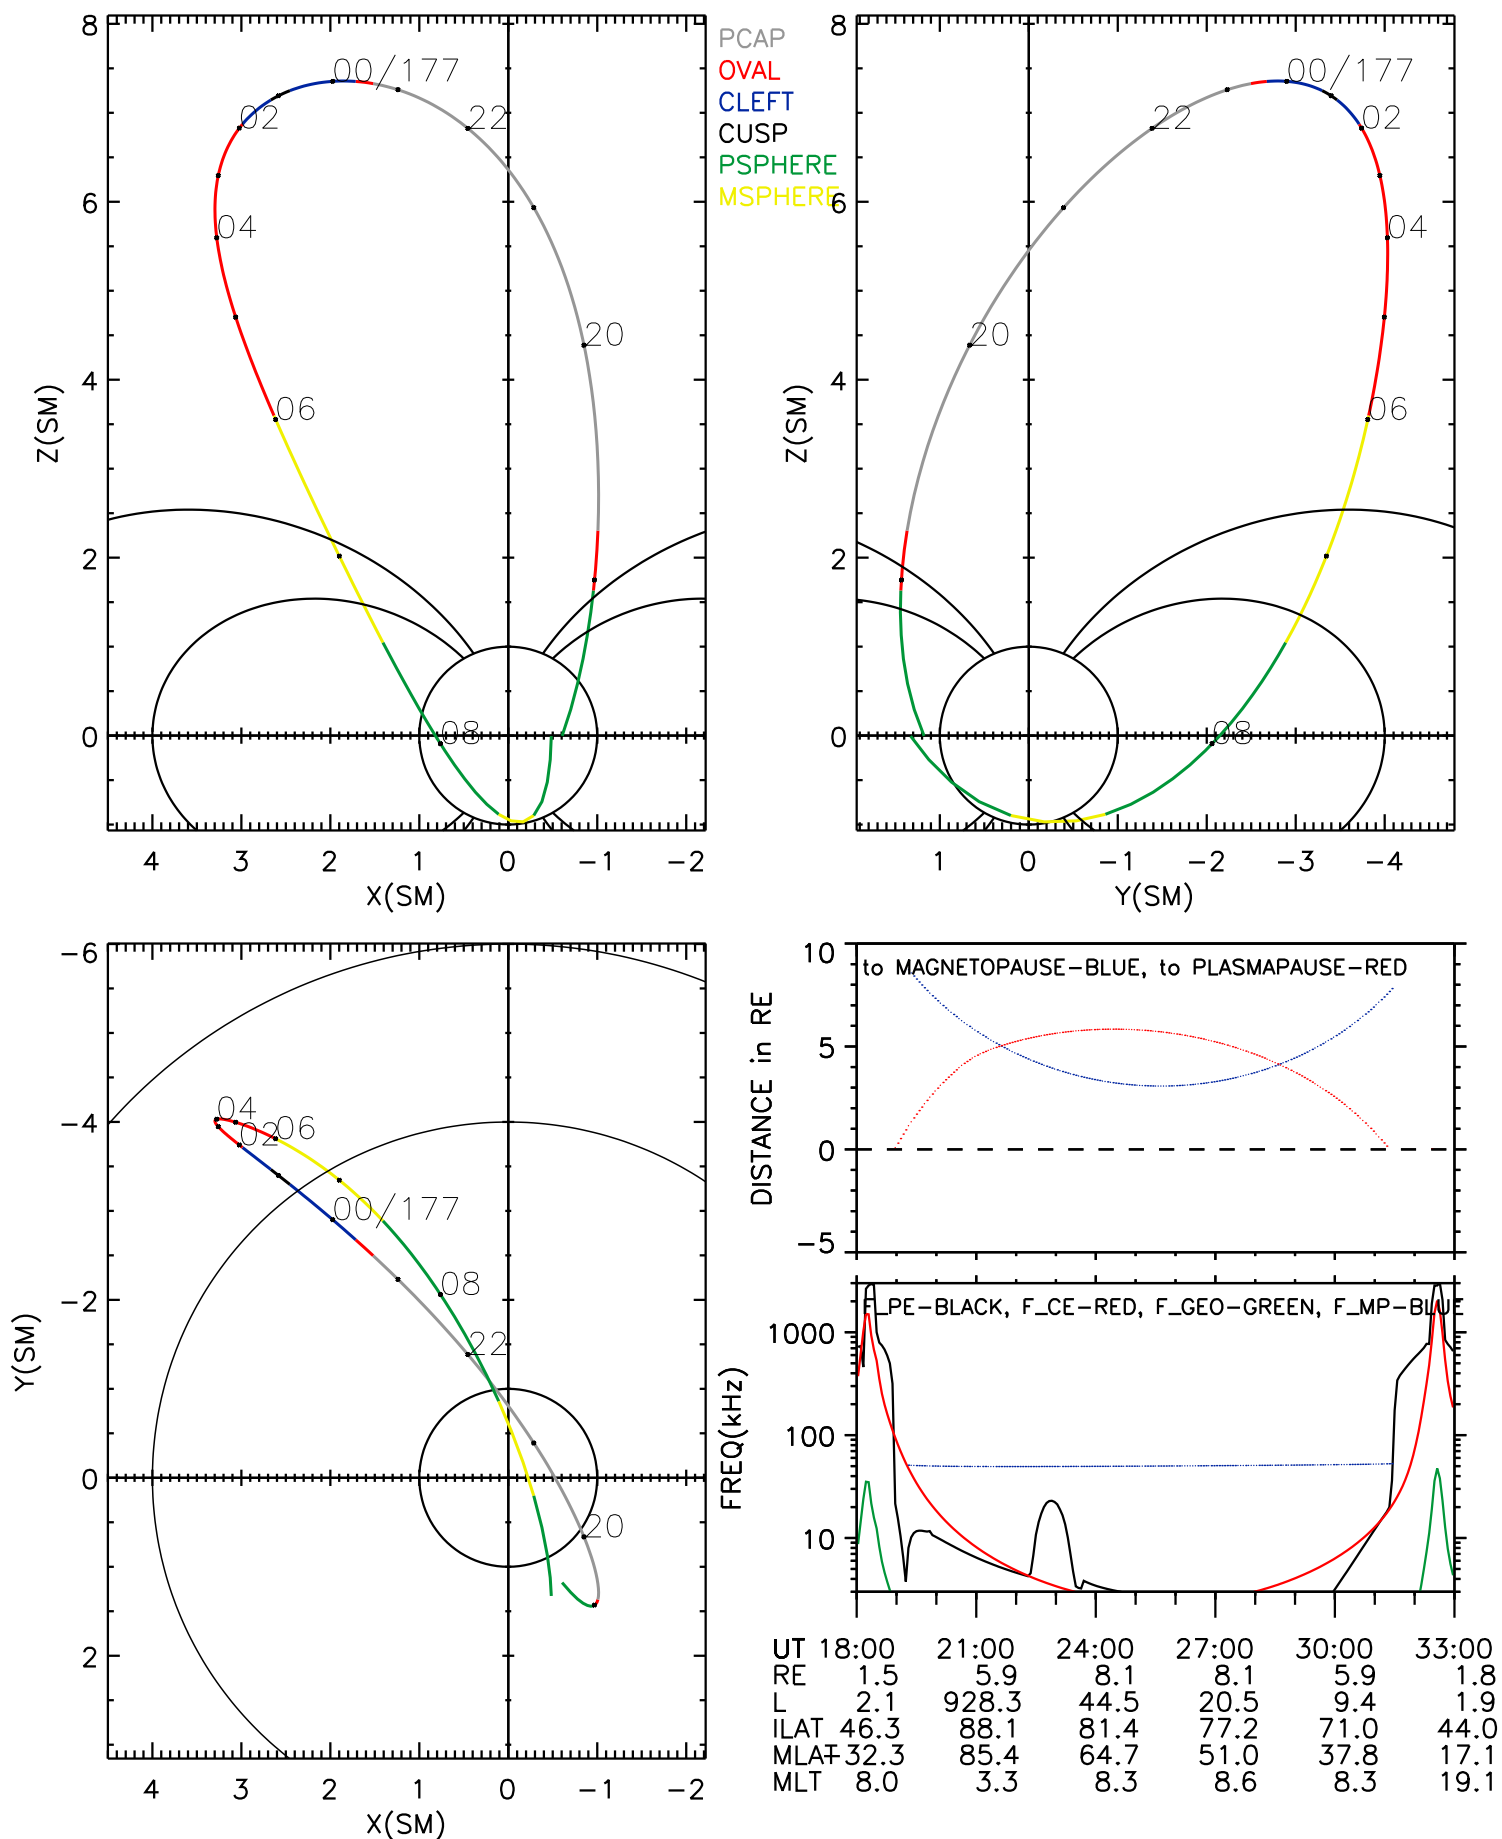 PCAP
OVAL
CLEFT
CUSP
PSPHERE
MSPHERE
8
6
4
2
0
Z(SM)
00/177
02
22
04
20
06
08
4 3 2 1 0 -1 -2
X(SM)
8
6
4
2
0
Z(SM)
00/177
22
02
04
20
06
08
1 0 -1 -2 -3 -4
Y(SM)
-6
-4
-2
0
2
Y(SM)
04
02
06
00/177
08
22
20
4 3 2 1 0 -1 -2
X(SM)
10
5
0
-5
DISTANCE in RE
to MAGNETOPAUSE-BLUE, to PLASMAPAUSE-RED
1000
100
10
FREQ(kHz)
F_PE-BLACK, F_CE-RED, F_GEO-GREEN, F_MP-BLUE
UT 18:00 21:00 24:00 27:00 30:00 33:00
RE 1.5 5.9 8.1 8.1 5.9 1.8
L 2.1 928.3 44.5 20.5 9.4 1.9
ILAT 46.3 88.1 81.4 77.2 71.0 44.0
MLAT-32.3 85.4 64.7 51.0 37.8 17.1
MLT 8.0 3.3 8.3 8.6 8.3 19.1